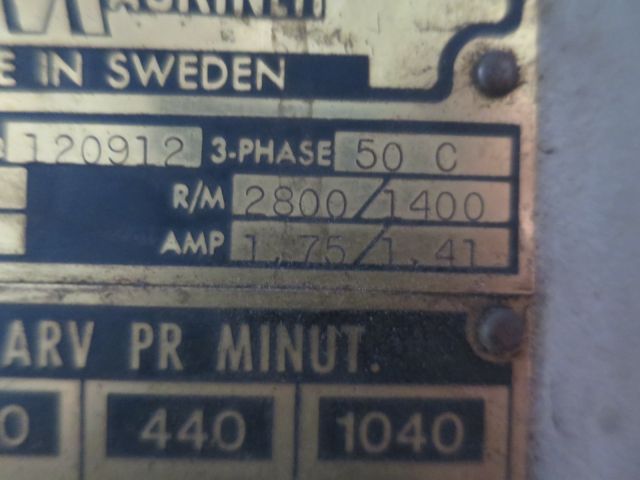 E IN SWEDEN
120912 3-PHASE 50 C
R/M 2800/1400
AMP 1,75/1,41
ARV PR MINUT.
0 440 1040